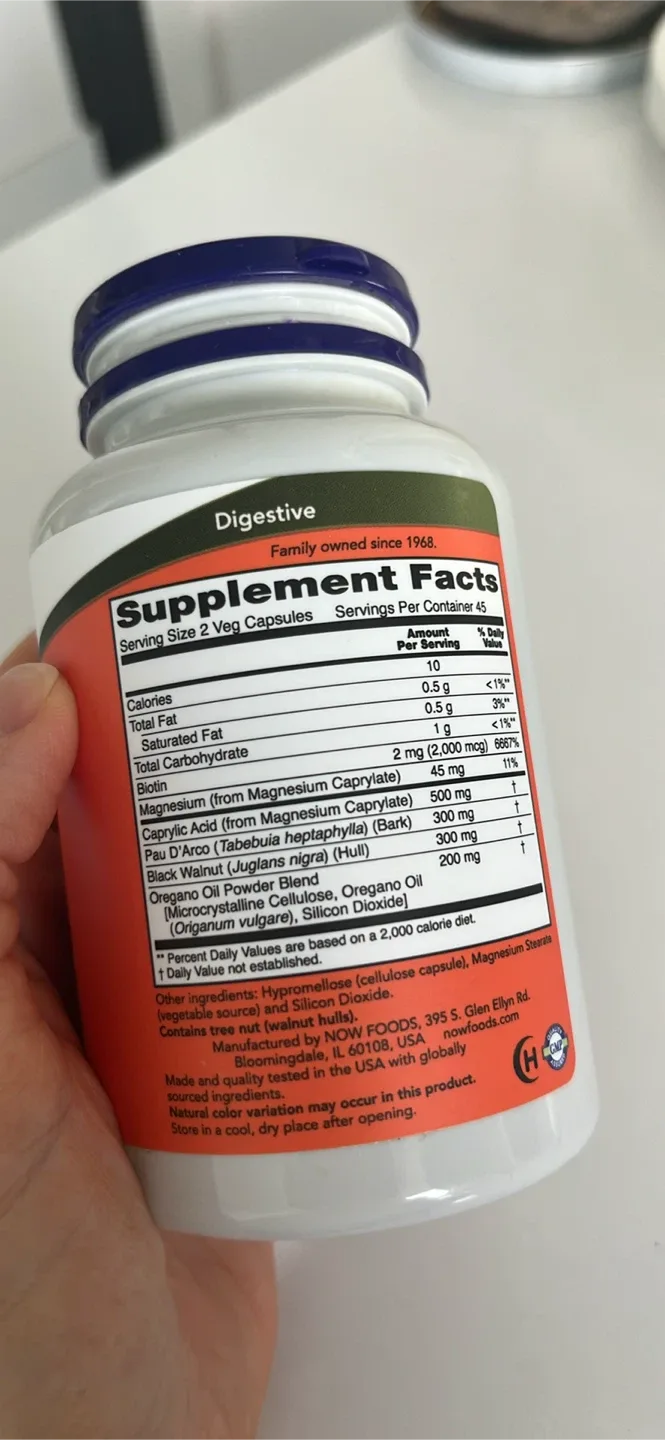 Digestive
Family owned since 1968.
Supplement Facts
Serving Size 2 Veg Capsules Servings Per Container 45
Amount Per Serving % Daily Value
Calories 10
Total Fat 0.5 g <1%**
Saturated Fat 0.5 g 3%**
Total Carbohydrate 1 g <1%**
Biotin 2 mg (2,000 mcg) 6667%
Magnesium (from Magnesium Caprylate) 45 mg 11%
Caprylic Acid (from Magnesium Caprylate) 500 mg †
Pau D'Arco (Tabebuia heptaphylla) (Bark) 300 mg †
Black Walnut (Juglans nigra) (Hull) 300 mg †
Oregano Oil Powder Blend 200 mg †
[Microcrystalline Cellulose, Oregano Oil
(Origanum vulgare), Silicon Dioxide]
** Percent Daily Values are based on a 2,000 calorie diet.
† Daily Value not established.
Other ingredients: Hypromellose (cellulose capsule), Magnesium Stearate
(vegetable source) and Silicon Dioxide.
Contains tree nut (walnut hulls).
Manufactured by NOW FOODS, 395 S. Glen Ellyn Rd.
Bloomingdale, IL 60108, USA nowfoods.com
Made and quality tested in the USA with globally
sourced ingredients.
Natural color variation may occur in this product.
Store in a cool, dry place after opening.
H
GMP